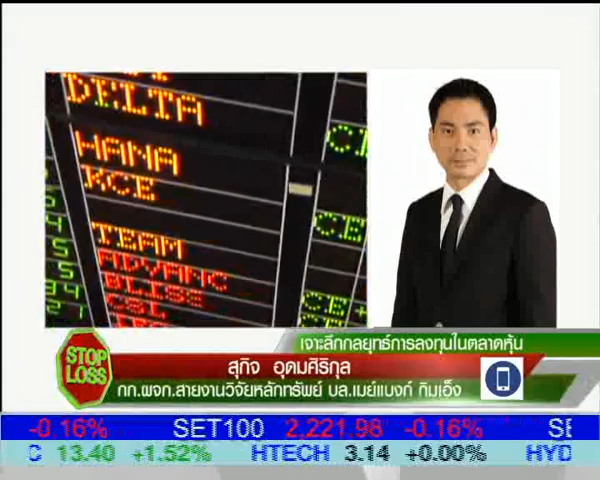 DELTA
HANA
KCE
TEAM
ADVANC
BLISS
CSL
เจาะลึกกลยุทธ์การลงทุนในตลาดหุ้น
STOP
LOSS
สุกิจ อุดมศิริกุล
กก.ผจก.สายงานวิจัยหลักทรัพย์ บล.เมย์แบงก์ กิมเอ็ง
-0.16% SET100 2,221.98 -0.16% SE
C 13.40 +1.52% HTECH 3.14 +0.00% HYD